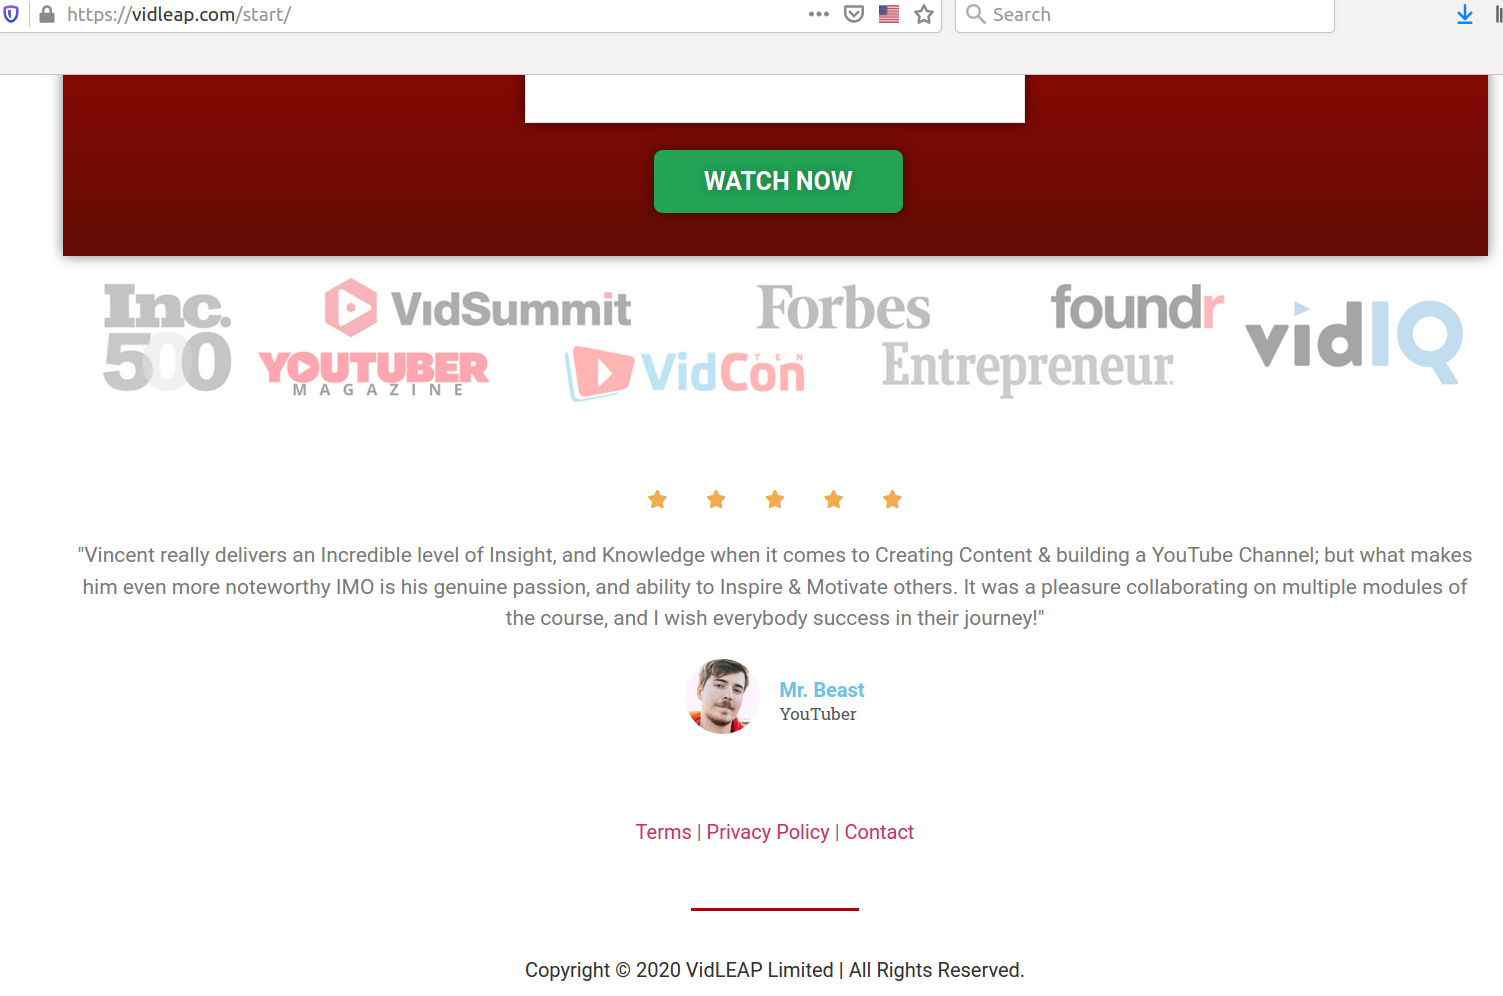 https://vidleap.com/start/
Search
WATCH NOW
Inc.
500
VidSummit
Forbes
foundr
vidIQ
YOUTUBER
MAGAZINE
VidCon
TEN
Entrepreneur
"Vincent really delivers an Incredible level of Insight, and Knowledge when it comes to Creating Content & building a YouTube Channel; but what makes
him even more noteworthy IMO is his genuine passion, and ability to Inspire & Motivate others. It was a pleasure collaborating on multiple modules of
the course, and I wish everybody success in their journey!"
Mr. Beast
YouTuber
Terms | Privacy Policy | Contact
Copyright © 2020 VidLEAP Limited | All Rights Reserved.